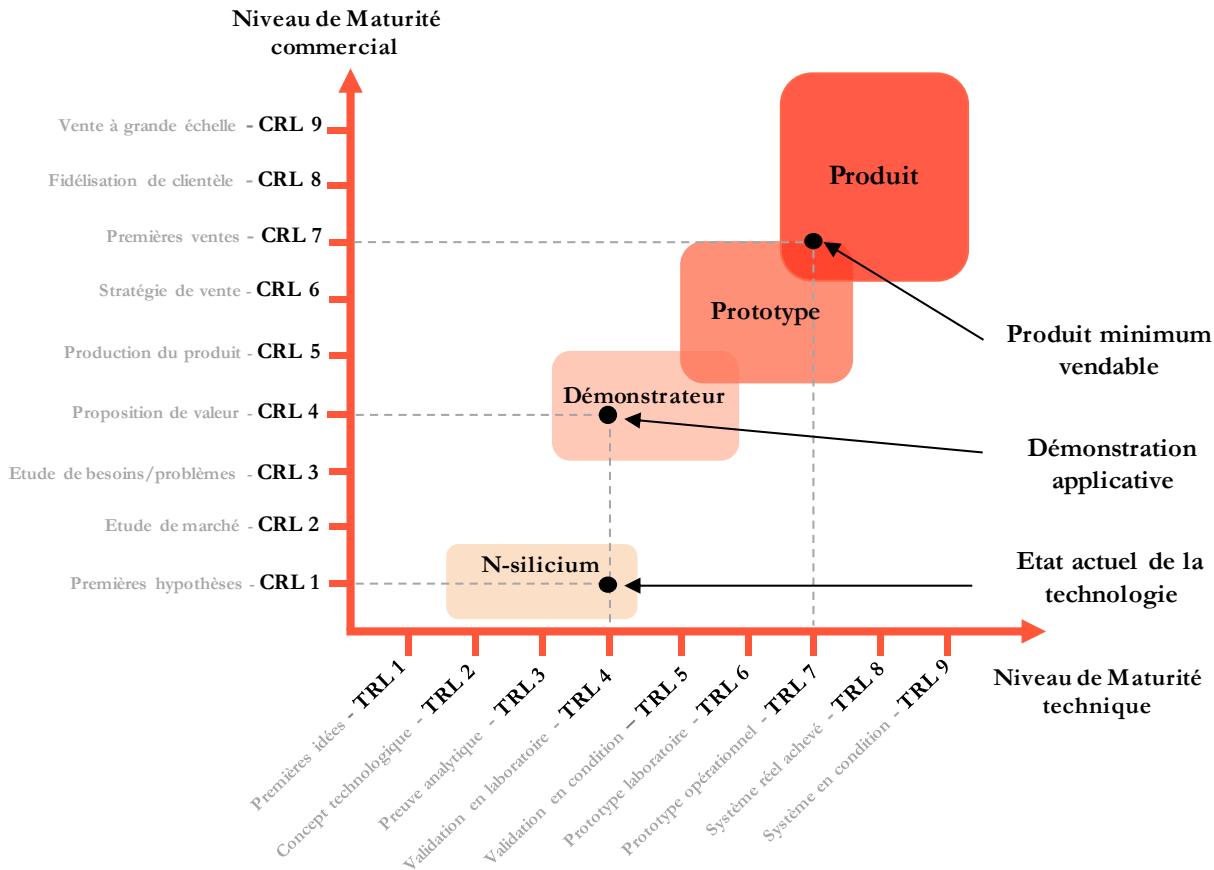 Niveau de Maturité
commercial
Vente à grande échelle - CRL 9
Fidélisation de clientèle - CRL 8
Premières ventes - CRL 7
Stratégie de vente - CRL 6
Production du produit - CRL 5
Proposition de valeur - CRL 4
Etude de besoins/problèmes - CRL 3
Etude de marché - CRL 2
Premières hypothèses - CRL 1
Produit
Prototype
Démonstrateur
N-silicium
Produit minimum
vendable
Démonstration
applicative
Etat actuel de la
technologie
Premières idées - TRL 1
Concept technologique - TRL 2
Preuve analytique - TRL 3
Validation en laboratoire - TRL 4
Validation en condition – TRL 5
Prototype laboratoire - TRL 6
Prototype opérationnel - TRL 7
Système réel achevé - TRL 8
Système en condition - TRL 9
Niveau de Maturité
technique